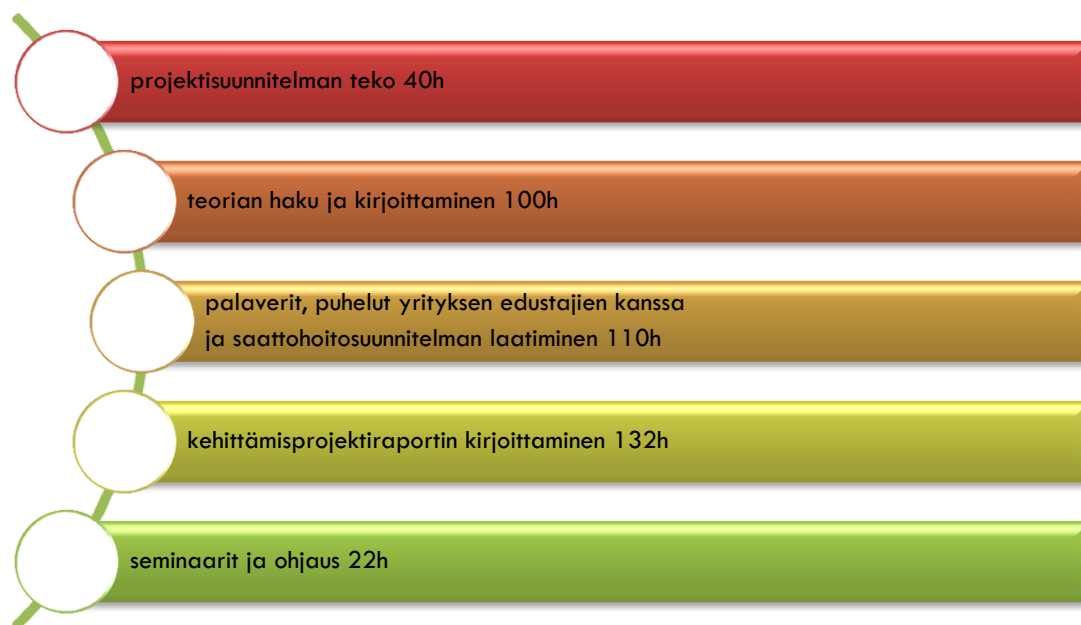 projektisuunnitelman teko 40h
teorian haku ja kirjoittaminen 100h
palaverit, puhelut yrityksen edustajien kanssa
ja saattohoitosuunnitelman laatiminen 110h
kehittämisprojektiraportin kirjoittaminen 132h
seminaarit ja ohjaus 22h